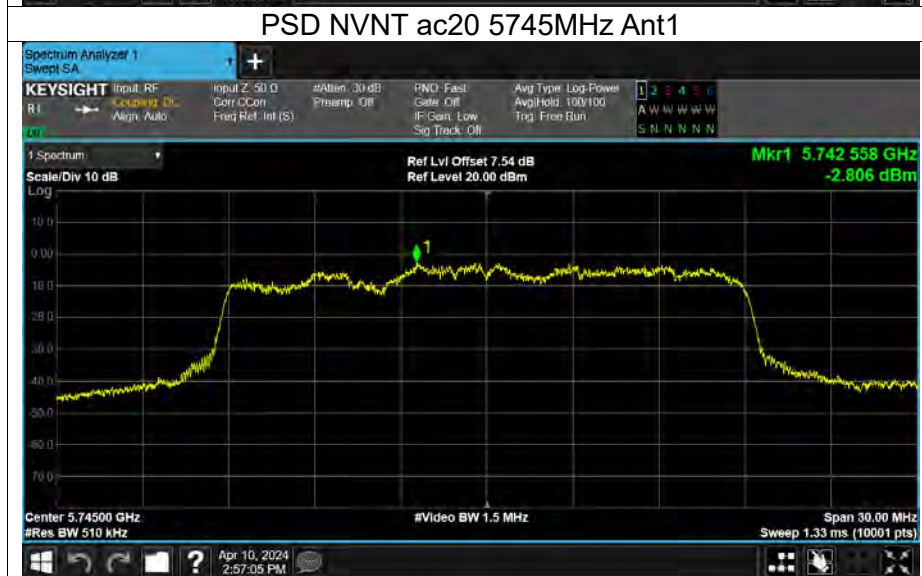 PSD NVNT ac20 5745MHz Ant1
Spectrum Analyzer 1
Swept SA
+
KEYSIGHT Input: RF
Coupling: DC
Align: Auto
Input Z: 50 Ω
Corr CCorr
Freq Ref: Int (S)
#Atten: 30 dB
Preamp: Off
PNO: Fast
Gate: Off
IF Gain: Low
Sig Track: Off
Avg Type: Log-Power
Avg|Hold: 100/100
Trig: Free Run
1 2 3 4 5 6
A W W W W W
S N N N N N
1 Spectrum
Scale/Div 10 dB
Log
Ref Lvl Offset 7.54 dB
Ref Level 20.00 dBm
Mkr1 5.742 558 GHz
-2.806 dBm
10.0
0.00
-10.0
-20.0
-30.0
-40.0
-50.0
-60.0
-70.0
1
Center 5.74500 GHz
#Res BW 510 kHz
#Video BW 1.5 MHz
Span 30.00 MHz
Sweep 1.33 ms (10001 pts)
?
Apr 10, 2024
2:57:05 PM